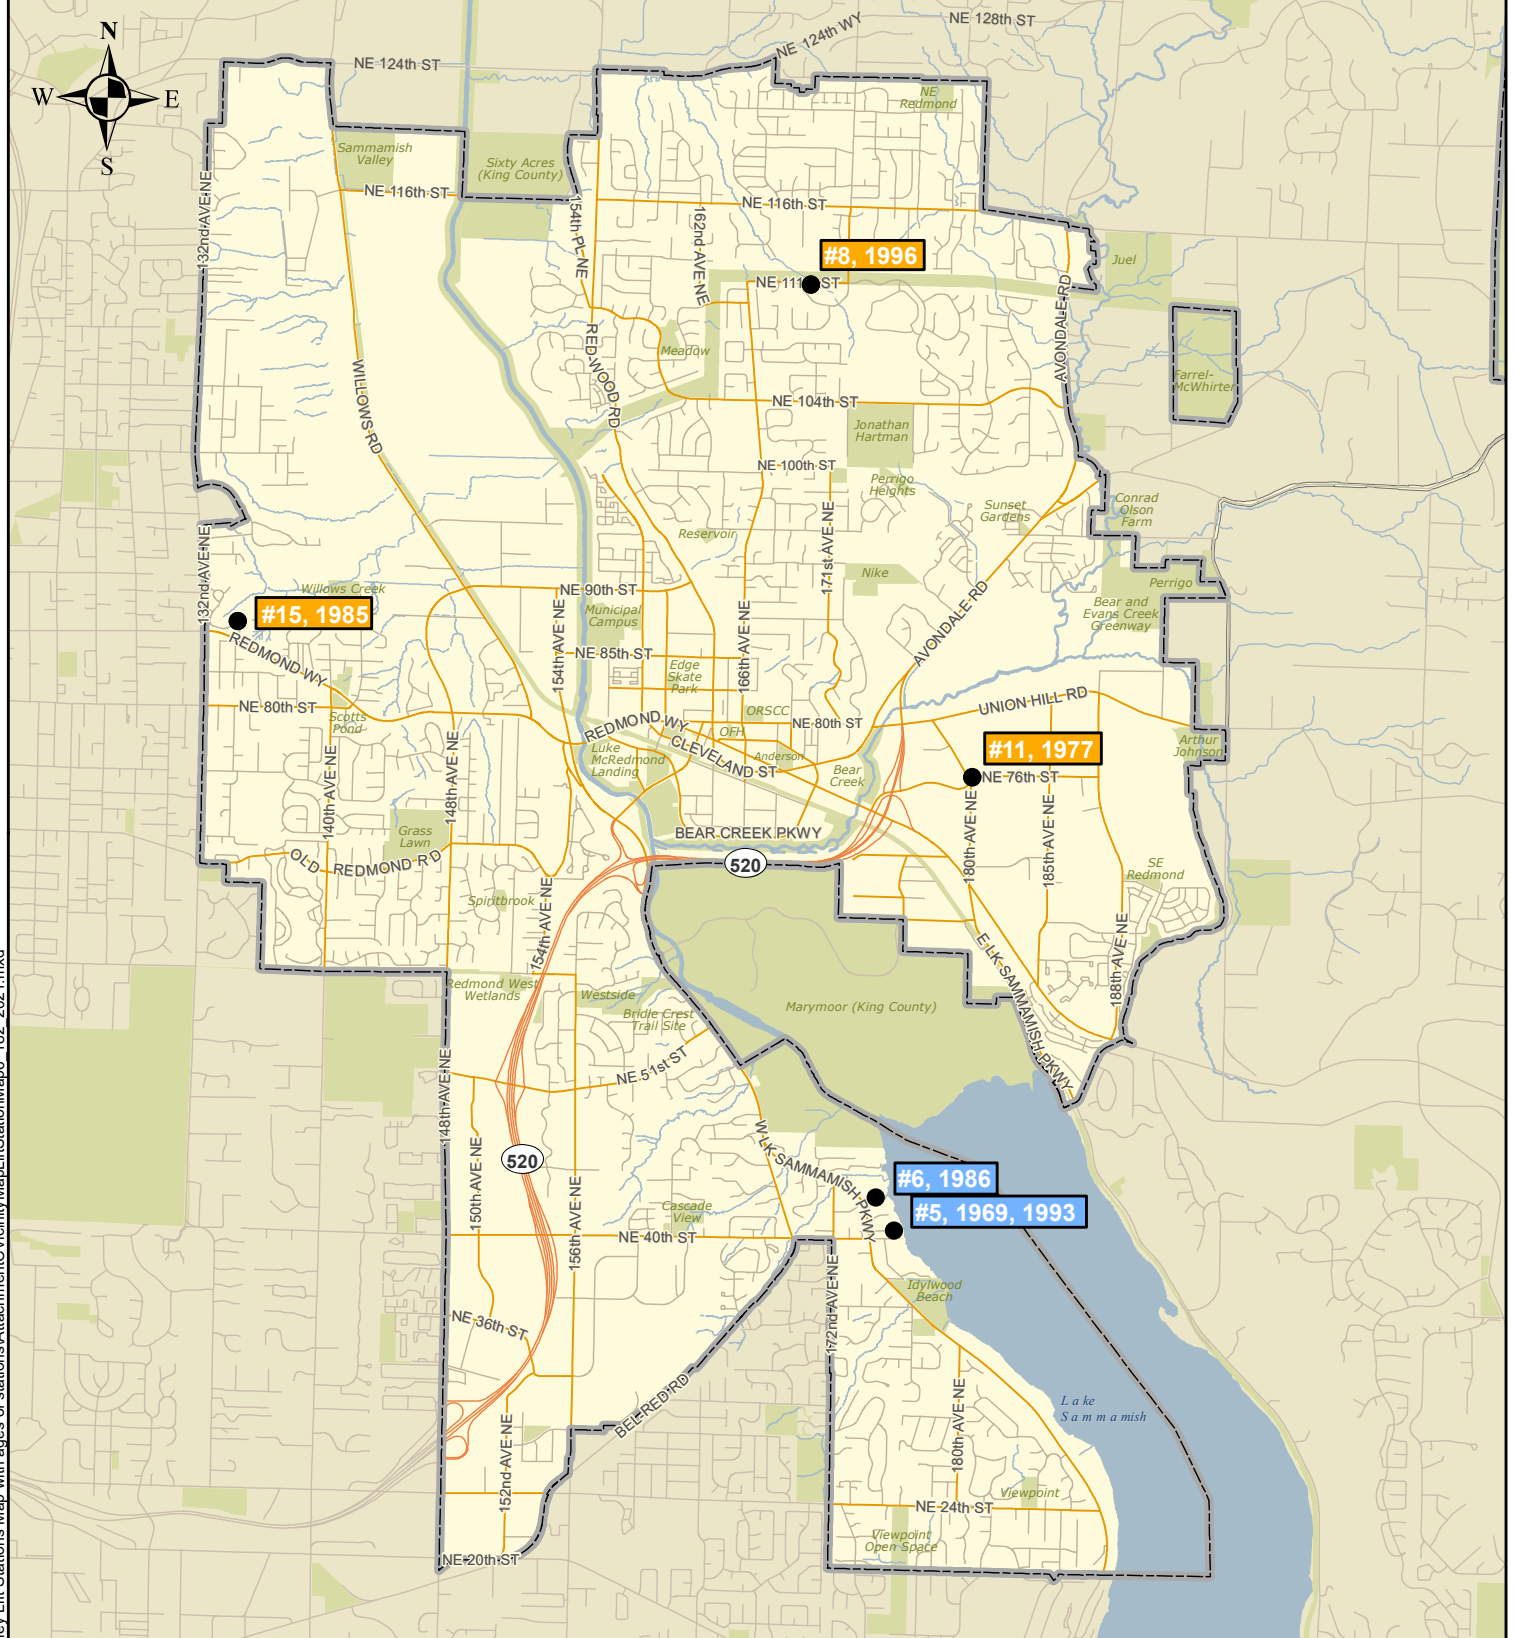 NE 128th ST
NE 124th WY
N
NE 124th ST
W
E
S
NE
Redmond
Sammamish
Valley
Sixty Acres
(King County)
NE 116th ST
NE 116th ST
132nd AVE NE
154th PL NE
162nd AVE NE
#8, 1996
Juel
NE 111th ST
AVONDALE RD
RED-WOOD RD
Meadow
WILLOWS RD
Farrel-
McWhirter
NE 104th ST
Jonathan
Hartman
NE 100th ST
Perrigo
Heights
Sunset
Gardens
Conrad
Olson
Farm
Reservoir
171st AVE NE
132nd AVE NE
Nike
Perrigo
Willows Creek
NE 90th ST
#15, 1985
Municipal
Campus
Bear and
Evans Creek
Greenway
AVONDALE RD
154th AVE NE
166th AVE NE
REDMOND WY
NE 85th ST
Edge
Skate
Park
UNION HILL RD
NE 80th ST
Scotts
Pond
REDMOND WY
ORSCC
NE 80th ST
OFH
Luke
McRedmond
Landing
CLEVELAND ST
Anderson
Bear
Creek
#11, 1977
Arthur
Johnson
NE 76th ST
140th AVE NE
148th AVE NE
180th AVE NE
185th AVE NE
Grass
Lawn
BEAR CREEK PKWY
OLD REDMOND RD
520
SE
Redmond
Spiritbrook
154th AVE NE
188th AVE NE
E LK SAMMAMISH PKWY
Redmond West
Wetlands
Westside
Bridle Crest
Trail Site
Marymoor (King County)
NE 51st ST
148th AVE NE
150th AVE NE
520
W LK SAMMAMISH PKWY
#6, 1986
#5, 1969, 1993
156th AVE NE
Cascade
View
NE 40th ST
Idylwood
Beach
172nd AVE NE
NE 36th ST
BEL-RED RD
180th AVE NE
Lake
Sammamish
152nd AVE NE
Viewpoint
NE 24th ST
Viewpoint
Open Space
NE 20th ST